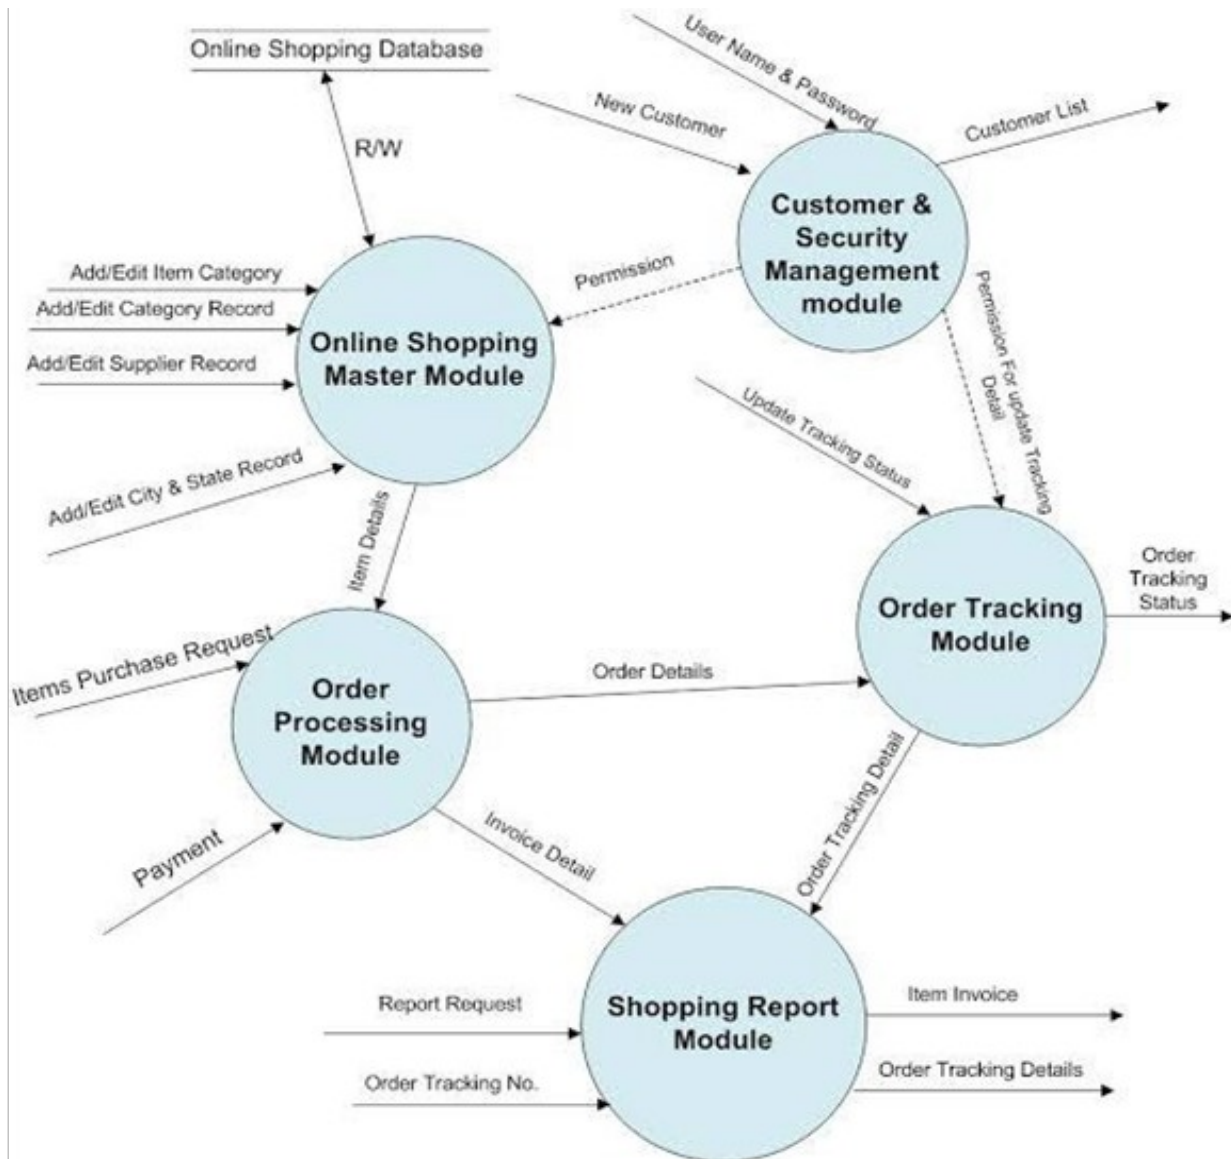 Online Shopping Database
R/W
User Name & Password
New Customer
Customer List
Customer &
Security
Management
module
Permission
Permission For update Tracking
Detail
Add/Edit Item Category
Add/Edit Category Record
Add/Edit Supplier Record
Add/Edit City & State Record
Online Shopping
Master Module
Item Details
Update Tracking Status
Order Tracking
Module
Order
Tracking
Status
Items Purchase Request
Order
Processing
Module
Order Details
Payment
Invoice Detail
Order Tracking Detail
Shopping Report
Module
Report Request
Order Tracking No.
Item Invoice
Order Tracking Details